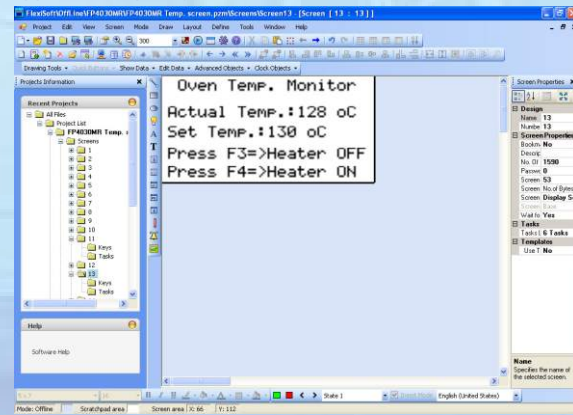 FlexiSoft\OffLine\FP4030MR\FP4030MR Temp. screen.pzm\Screens\Screen13 - [Screen [ 13 : 13 ] ]
Project Edit View Screen Mode Draw Layout Define Tools Window Help
300
Drawing Tools Show Data Edit Data Advanced Objects Clock Objects
Projects Information
Recent Projects
All Files
Project List
FP4030MR Temp.
Screens
1
2
3
4
5
6
7
8
9
10
11
Keys
Tasks
12
13
Keys
Tasks
Help
Software Help
Oven Temp. Monitor
Actual Temp.:128 oC
Set Temp.:130 oC
Press F3=>Heater OFF
Press F4=>Heater ON
Screen Properties
Design
Name 13
Numbe 13
Screen Properties
Bookm No
Descrip
No. Of 1590
Passwo 0
Screen 53
Screen No.of Bytes
Screen Display S
Wait fo Yes
Tasks
Tasks L 6 Tasks
Templates
Use T No
Name
Specifies the name of the selected screen.
State 1
English (United States)
Mode: Offline Scratchpad area Screen area X: 66 Y: 112